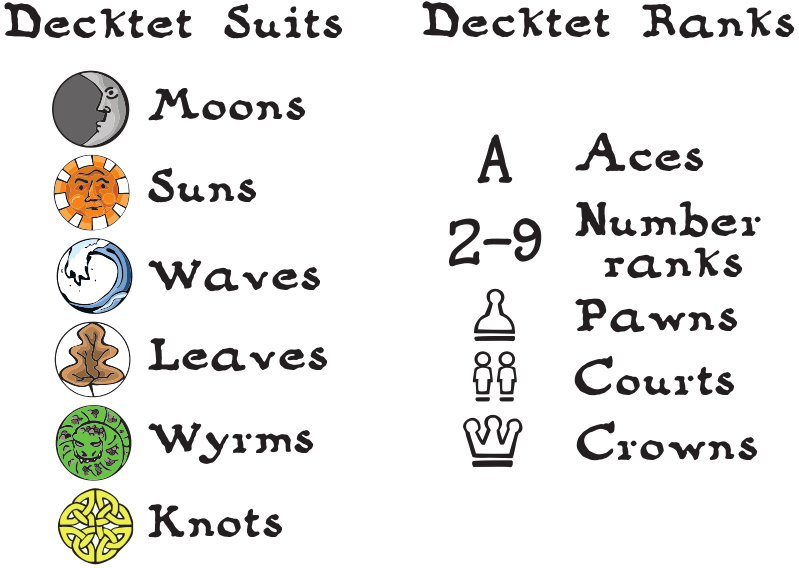 Decktet Suits
Moons
Suns
Waves
Leaves
Wyrms
Knots
Decktet Ranks
A Aces
2-9 Number
ranks
Pawns
Courts
Crowns